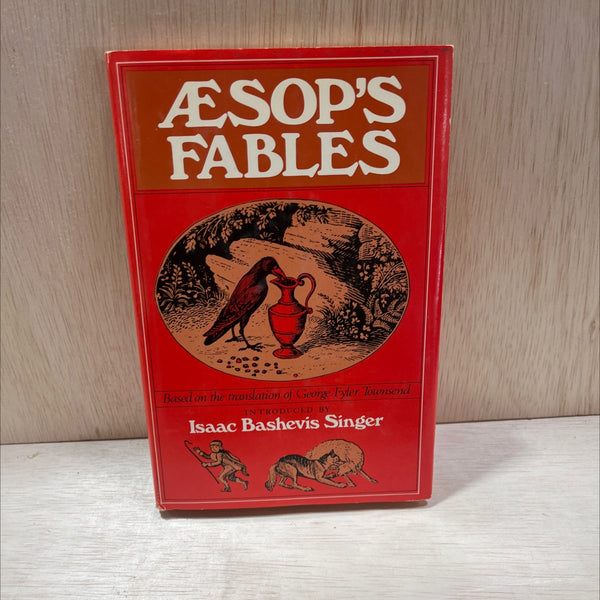 ÆSOP'S
FABLES
Based on the translation of George Fyler Townsend
INTRODUCED BY
Isaac Bashevis Singer